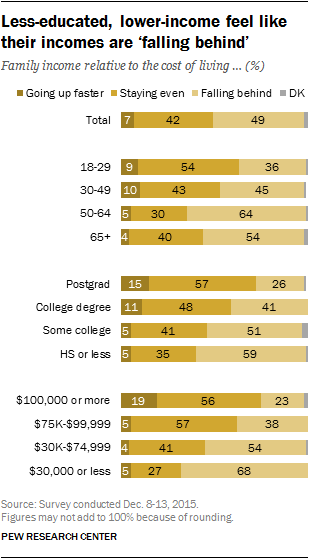 Less-educated, lower-income feel like
their incomes are ‘falling behind’
Family income relative to the cost of living ... (%)
Going up faster Staying even Falling behind DK
Total 7 42 49
18-29 9 54 36
30-49 10 43 45
50-64 5 30 64
65+ 4 40 54
Postgrad 15 57 26
College degree 11 48 41
Some college 5 41 51
HS or less 5 35 59
$100,000 or more 19 56 23
$75K-$99,999 5 57 38
$30K-$74,999 4 41 54
$30,000 or less 5 27 68
Source: Survey conducted Dec. 8-13, 2015.
Figures may not add to 100% because of rounding.
PEW RESEARCH CENTER